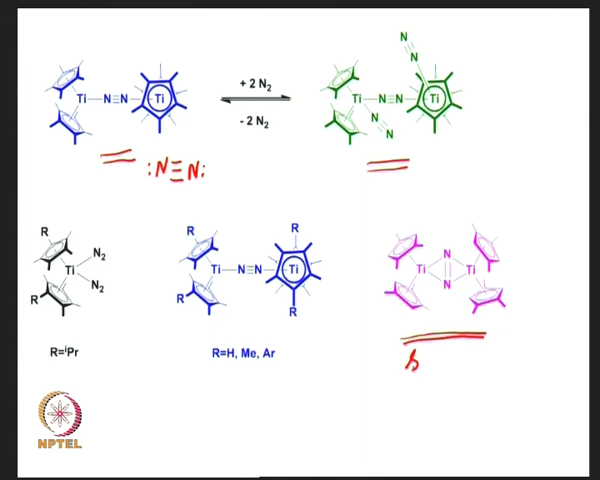 N
N
+ 2 N2
Ti N≡N Ti
Ti N≡N Ti
- 2 N2
N
N
:N≡N:
R
R
R
N2
N
Ti
Ti N≡N Ti
Ti Ti
N2
N
R
R
R
R=iPr
R=H, Me, Ar
s
NPTEL